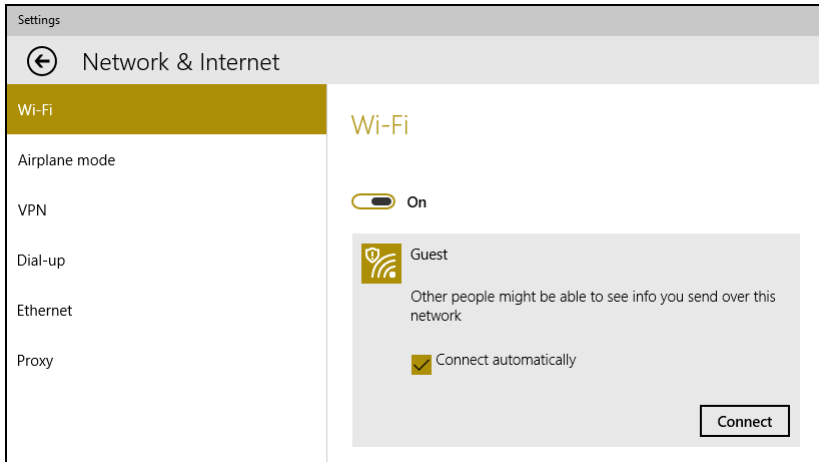 Settings
Network & Internet
Wi-Fi
Airplane mode
VPN
Dial-up
Ethernet
Proxy
Wi-Fi
On
Guest
Other people might be able to see info you send over this
network
Connect automatically
Connect